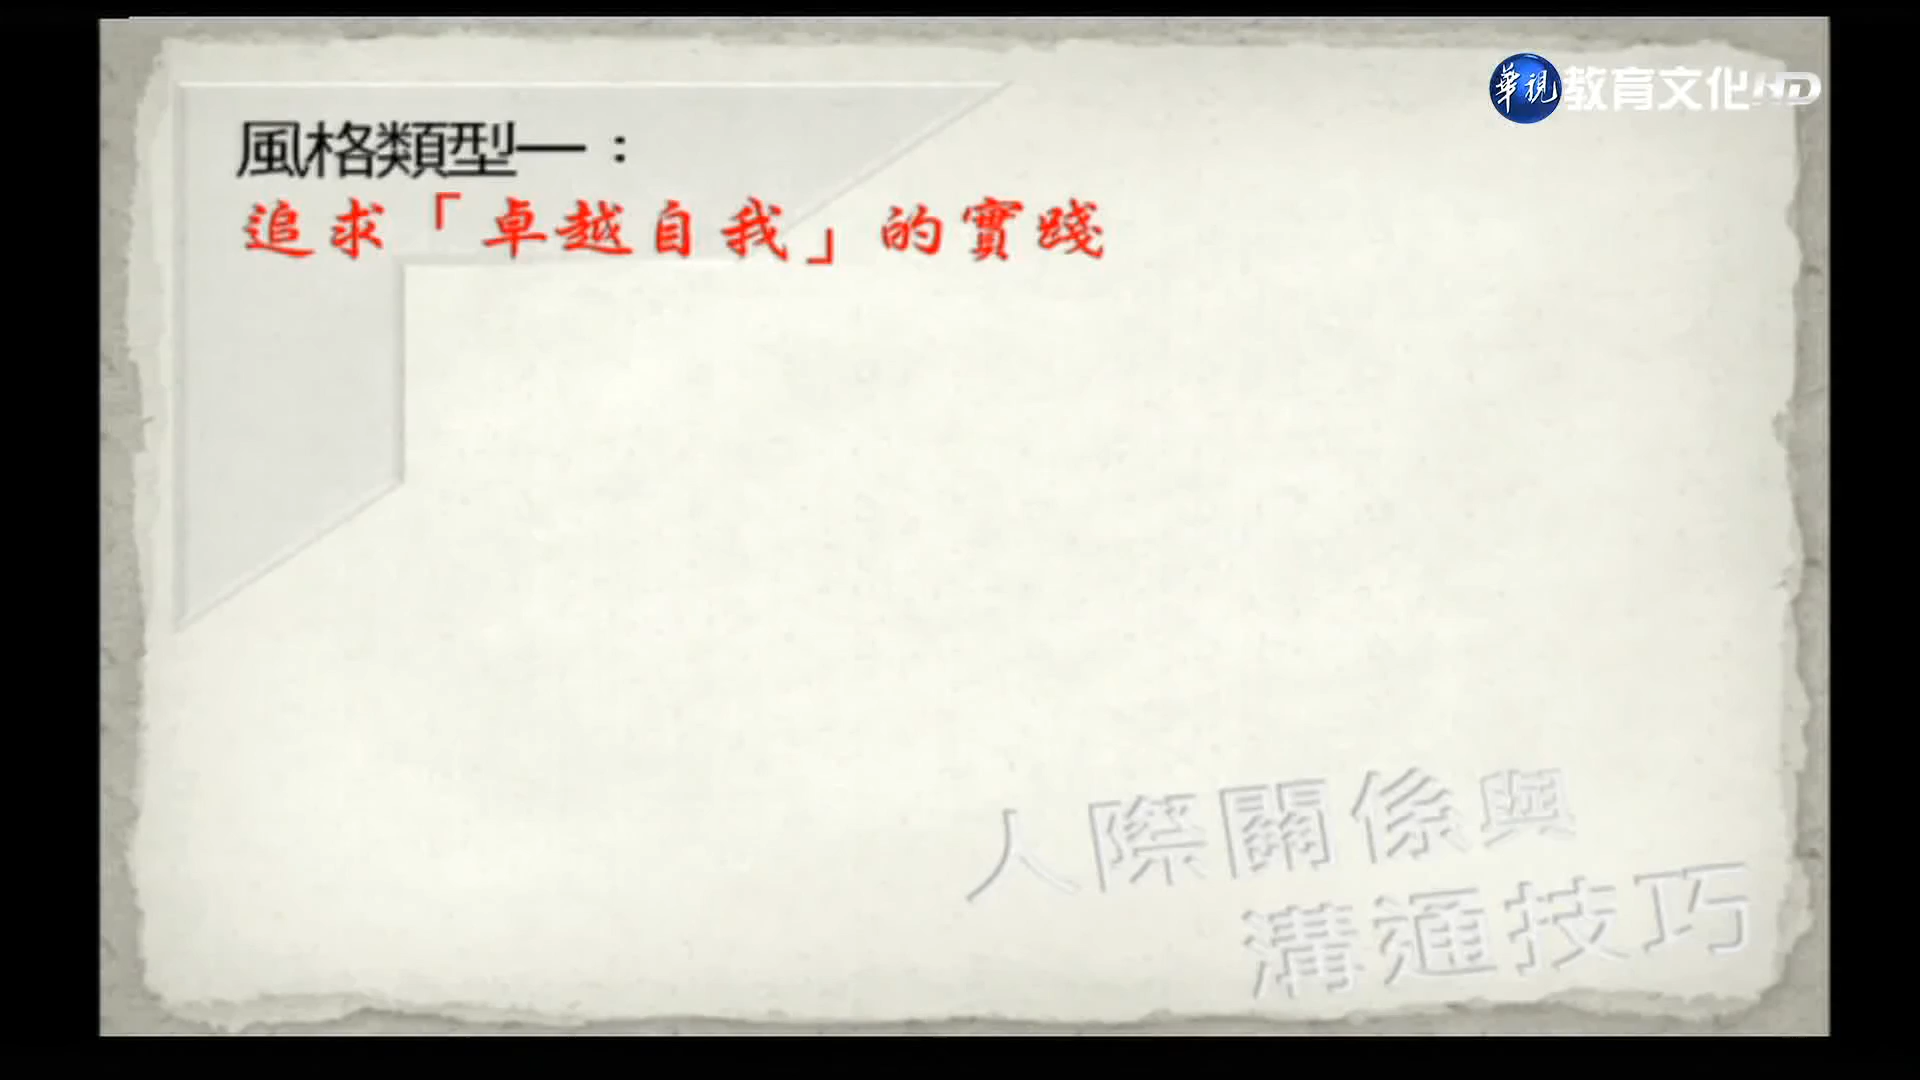 華視教育文化HD
風格類型一：
追求「卓越自我」的實踐
人際關係與
溝通技巧